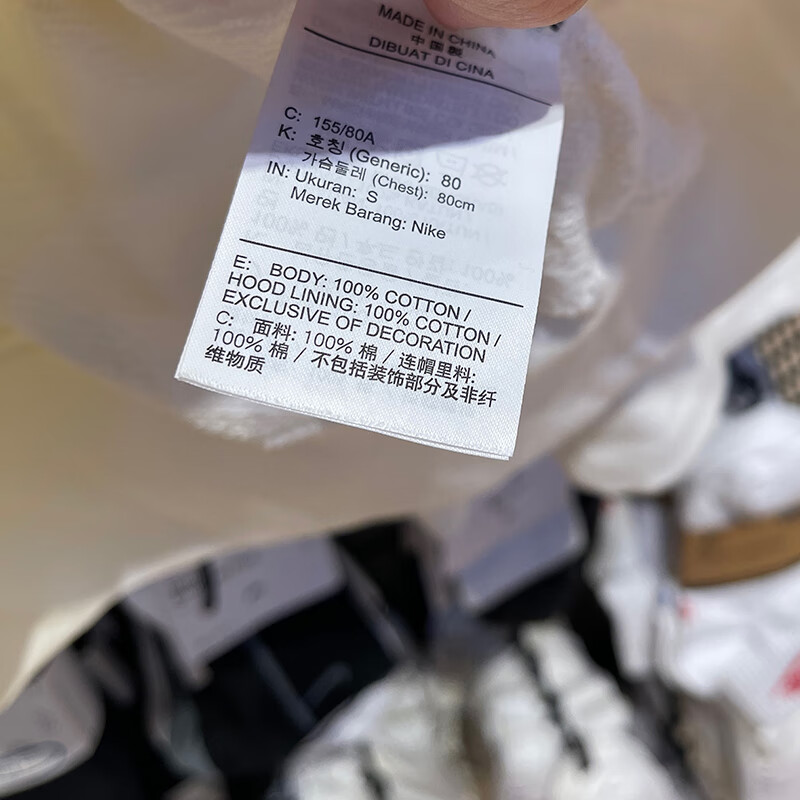 MADE IN CHINA
中国製
DIBUAT DI CINA
C: 155/80A
K: 호칭 (Generic): 80
가슴둘레 (Chest): 80cm
IN: Ukuran: S
Merek Barang: Nike
E: BODY: 100% COTTON /
HOOD LINING: 100% COTTON /
EXCLUSIVE OF DECORATION
C: 面料: 100% 棉 / 连帽里料:
100% 棉 / 不包括装饰部分及非纤
维物质